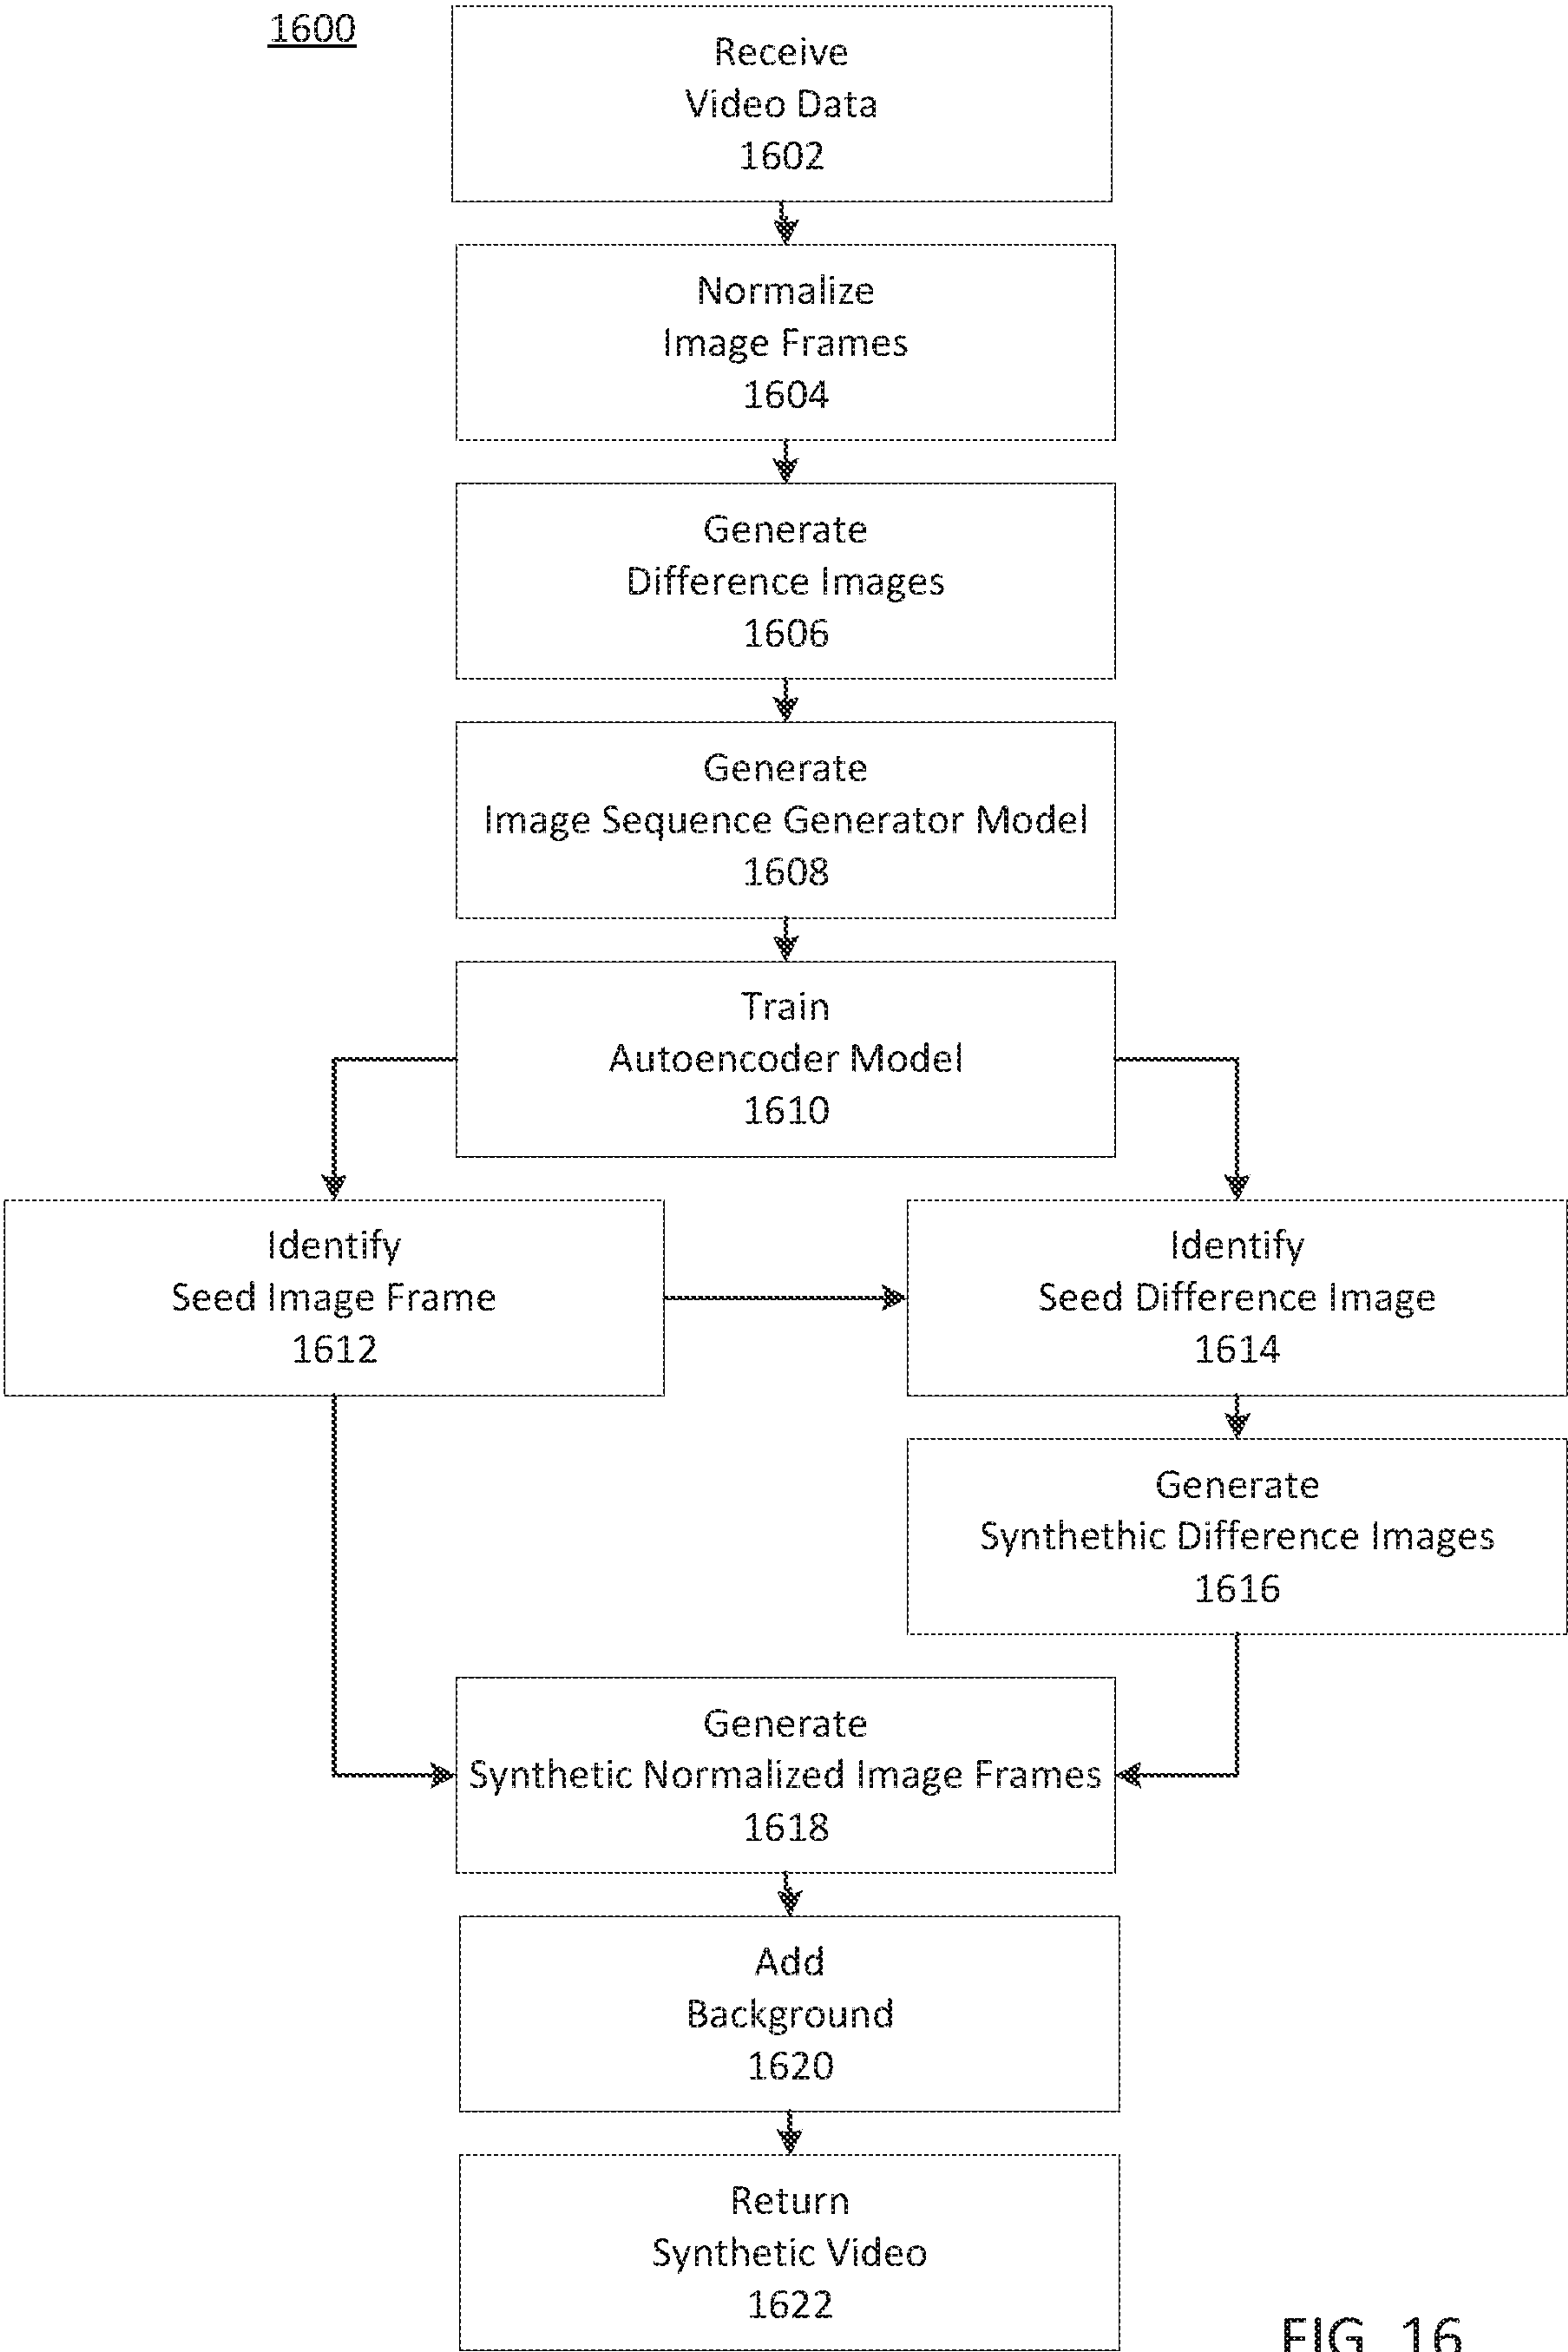 1600
Receive
Video Data
1602
Normalize
Image Frames
1604
Generate
Difference Images
1606
Generate
Image Sequence Generator Model
1608
Train
Autoencoder Model
1610
Identify
Seed Image Frame
1612
Identify
Seed Difference Image
1614
Generate
Synthethic Difference Images
1616
Generate
Synthetic Normalized Image Frames
1618
Add
Background
1620
Return
Synthetic Video
1622
FIG. 16